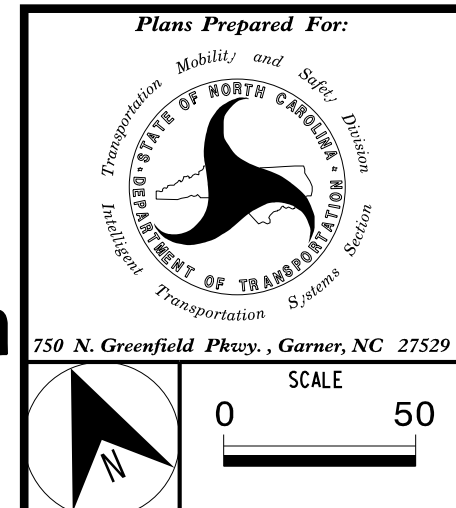 Plans Prepared For:
Transportation Mobility and Safety Division
STATE OF NORTH CAROLINA
DEPARTMENT OF TRANSPORTATION
Intelligent Transportation Systems Section
750 N. Greenfield Pkwy. , Garner, NC 27529
N
SCALE
0 50